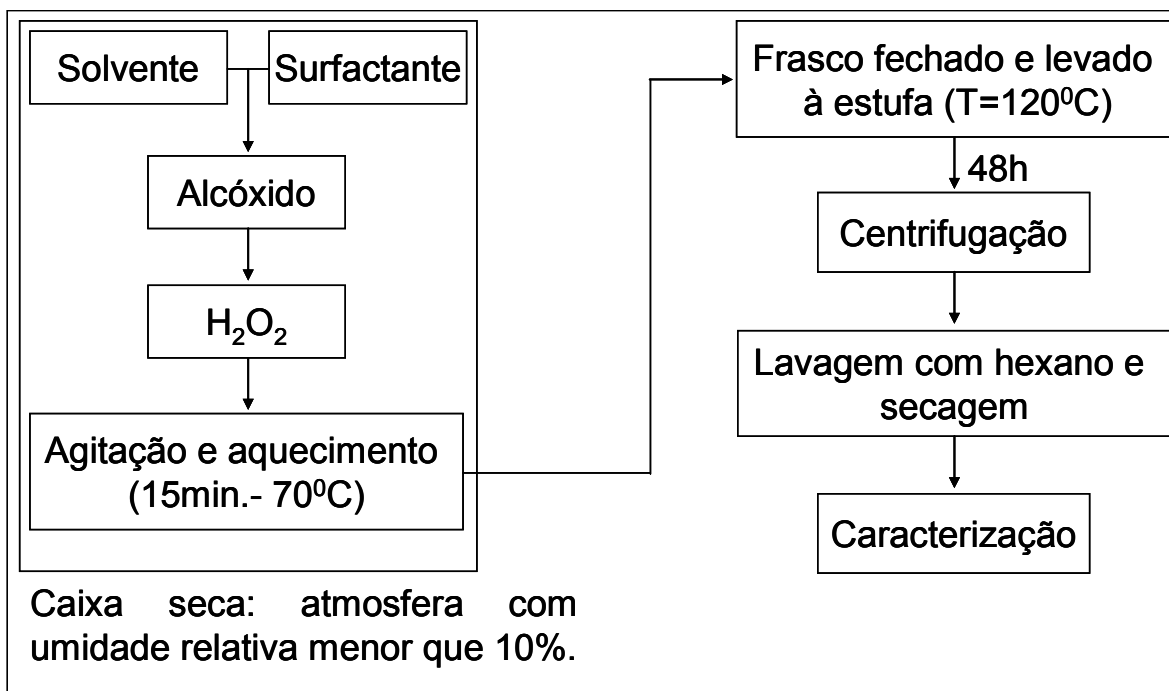 Solvente
Surfactante
Alcóxido
H₂O₂
Agitação e aquecimento
(15min.- 70⁰C)
Caixa seca: atmosfera com
umidade relativa menor que 10%.
Frasco fechado e levado
à estufa (T=120⁰C)
48h
Centrifugação
Lavagem com hexano e
secagem
Caracterização